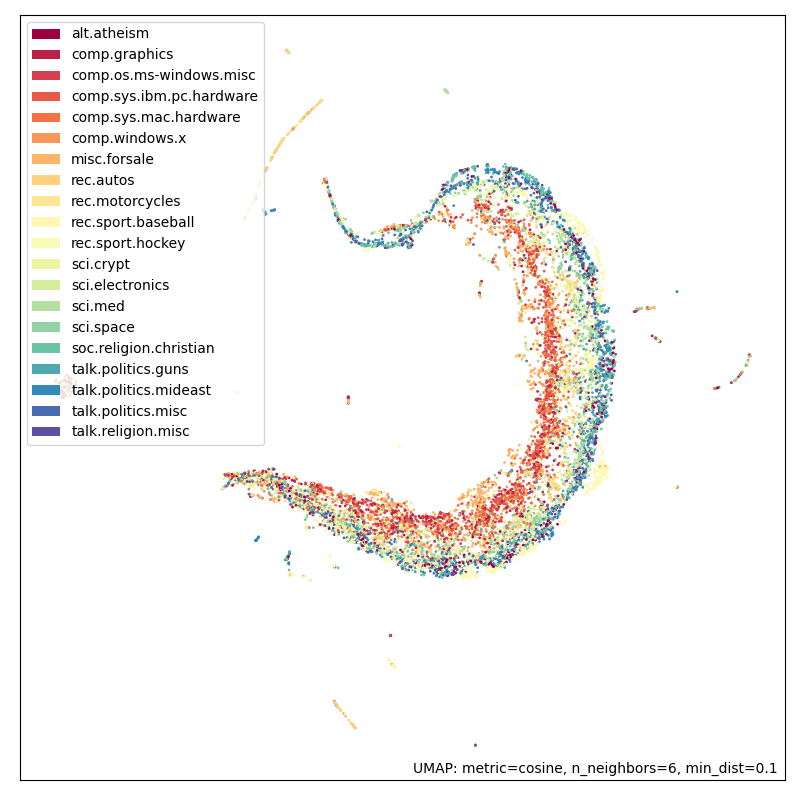 alt.atheism
comp.graphics
comp.os.ms-windows.misc
comp.sys.ibm.pc.hardware
comp.sys.mac.hardware
comp.windows.x
misc.forsale
rec.autos
rec.motorcycles
rec.sport.baseball
rec.sport.hockey
sci.crypt
sci.electronics
sci.med
sci.space
soc.religion.christian
talk.politics.guns
talk.politics.mideast
talk.politics.misc
talk.religion.misc
UMAP: metric=cosine, n_neighbors=6, min_dist=0.1